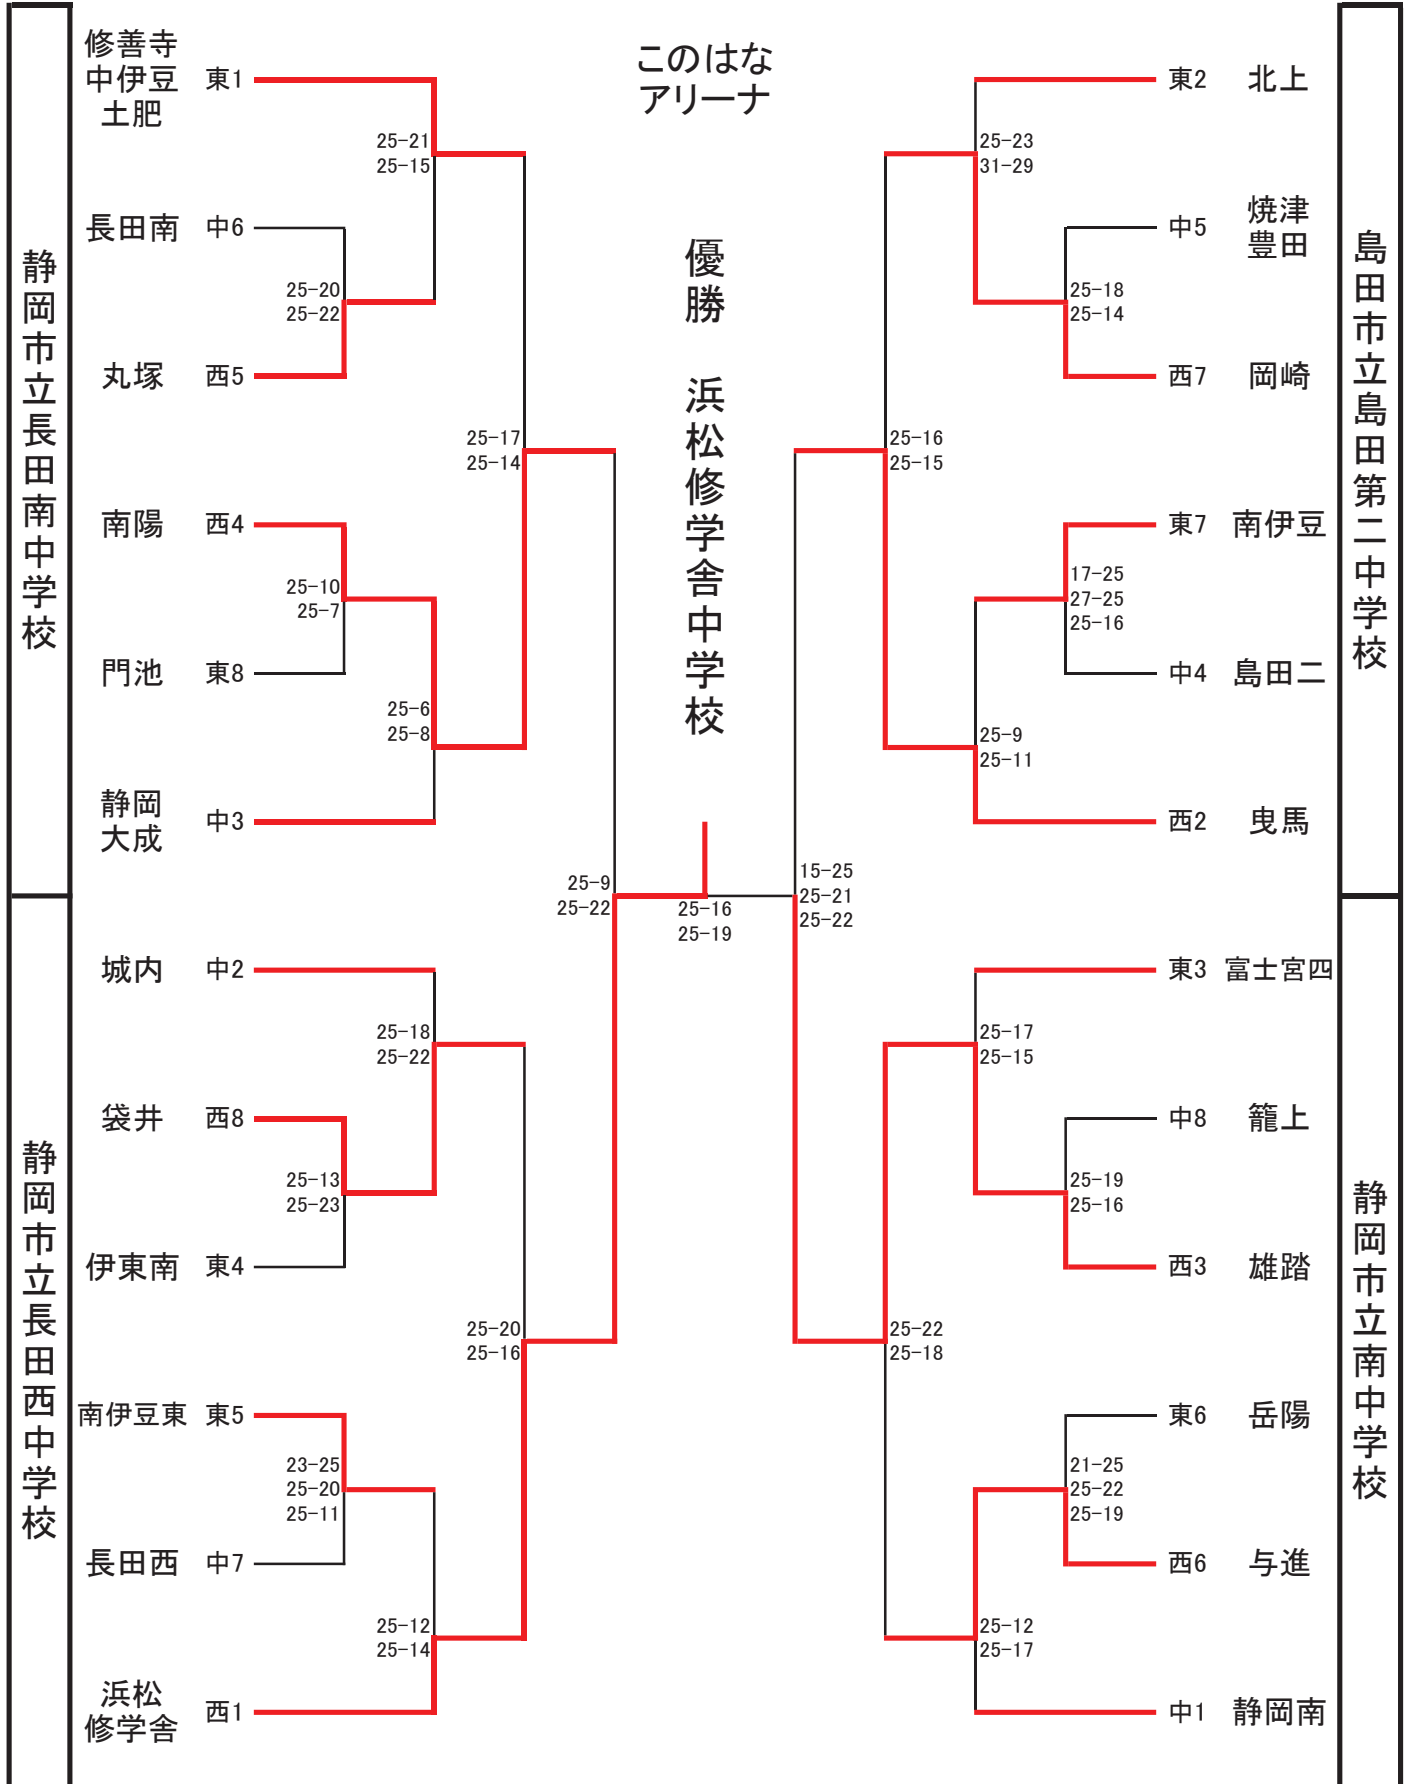 このはな
アリーナ
優勝 浜松修学舎中学校
静岡市立長田南中学校
修善寺
中伊豆
土肥
東1
25-21
25-15
長田南 中6
25-20
25-22
丸塚 西5
25-17
25-14
南陽 西4
25-10
25-7
門池 東8
25-6
25-8
静岡
大成
中3
静岡市立長田西中学校
25-9
25-22
城内 中2
25-18
25-22
袋井 西8
25-13
25-23
伊東南 東4
25-20
25-16
南伊豆東 東5
23-25
25-20
25-11
長田西 中7
25-12
25-14
浜松
修学舎
西1
25-16
25-19
島田市立島田第二中学校
東2 北上
25-23
31-29
中5
焼津
豊田
25-18
25-14
西7 岡崎
25-16
25-15
東7 南伊豆
17-25
27-25
25-16
中4 島田二
25-9
25-11
西2 曳馬
15-25
25-21
25-22
静岡市立南中学校
東3 富士宮四
25-17
25-15
中8 籠上
25-19
25-16
西3 雄踏
25-22
25-18
東6 岳陽
21-25
25-22
25-19
西6 与進
25-12
25-17
中1 静岡南